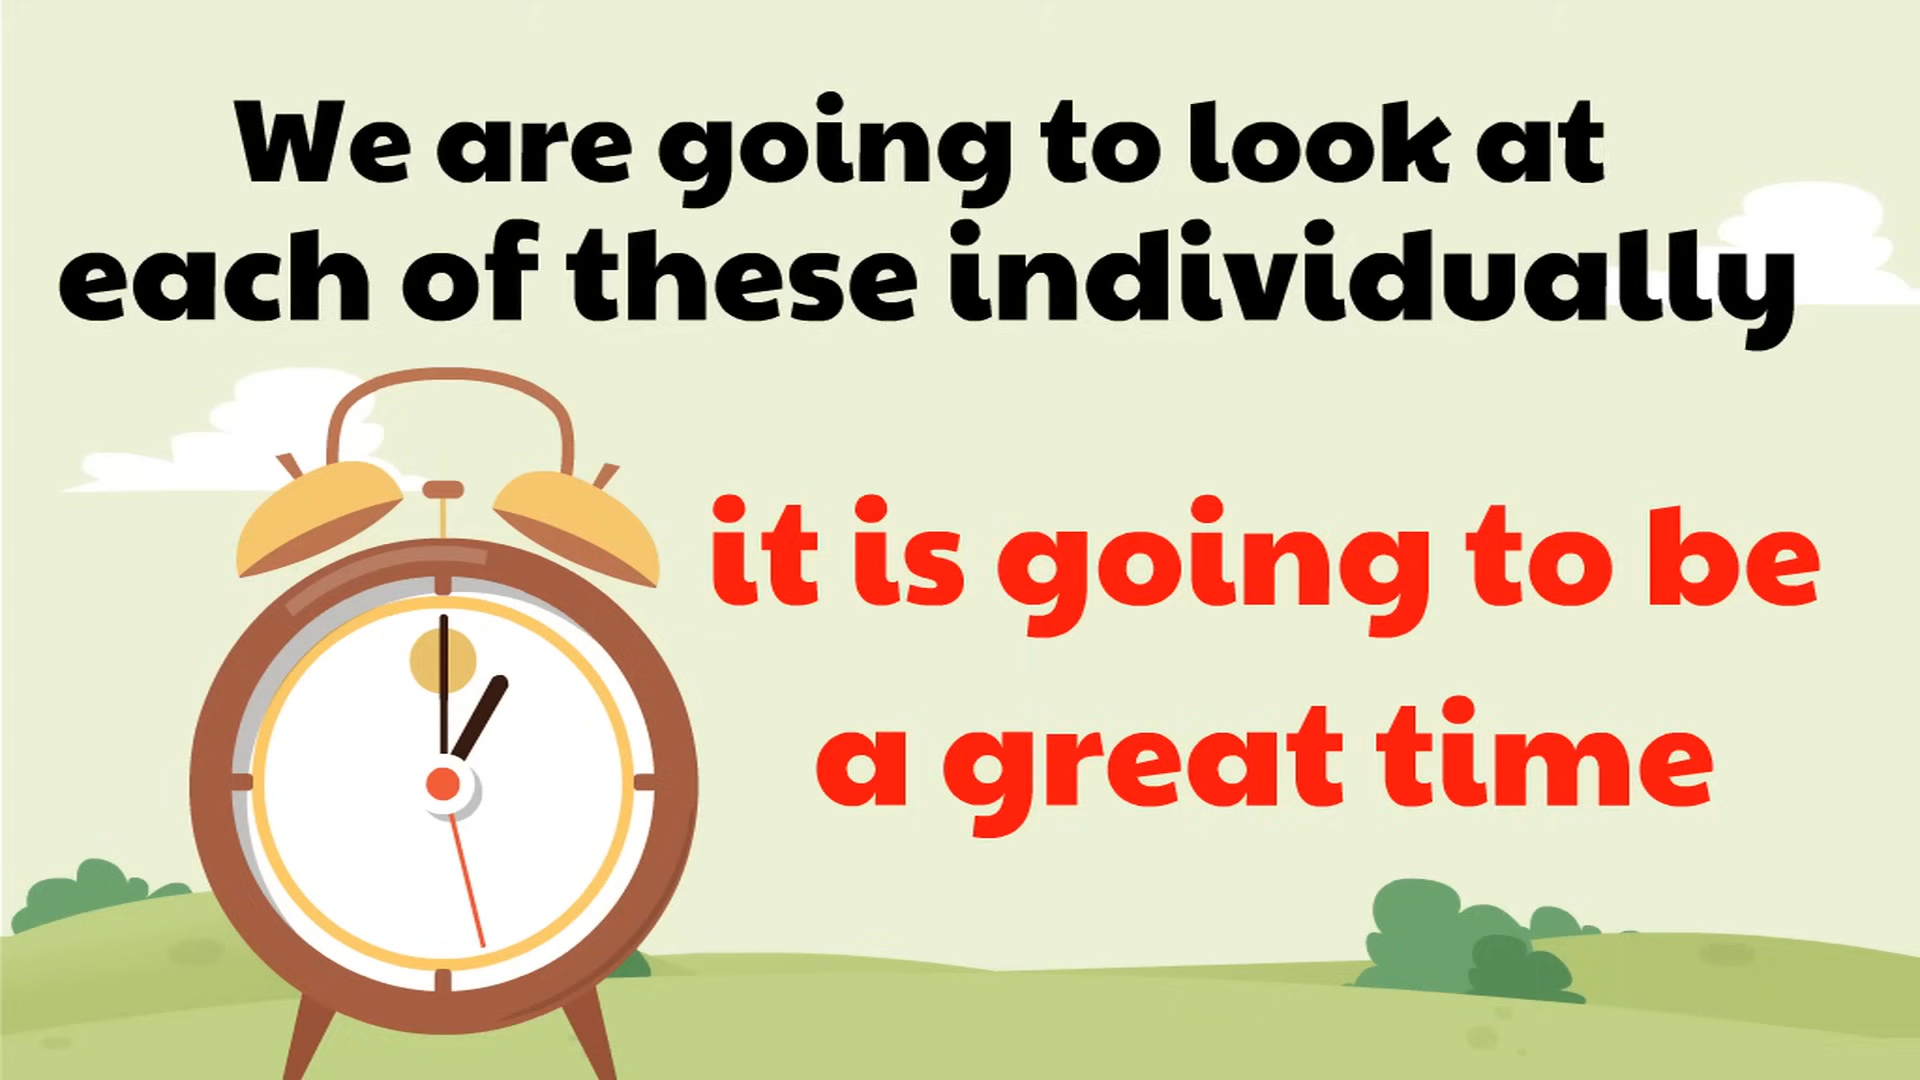 We are going to look at
each of these individually
it is going to be
a great time